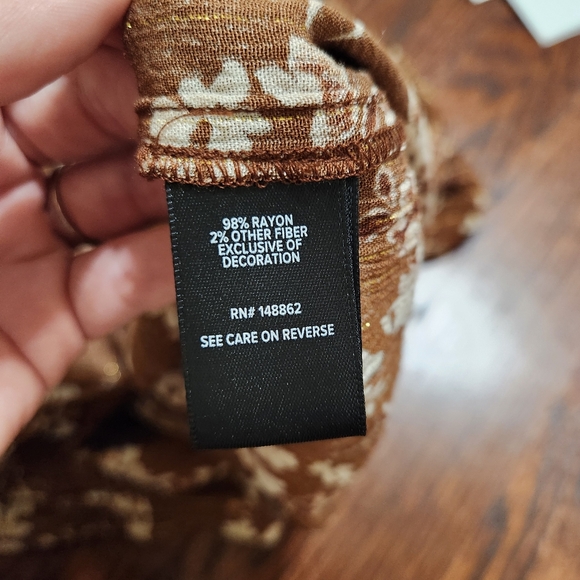 98% RAYON
2% OTHER FIBER
EXCLUSIVE OF
DECORATION
RN# 148862
SEE CARE ON REVERSE